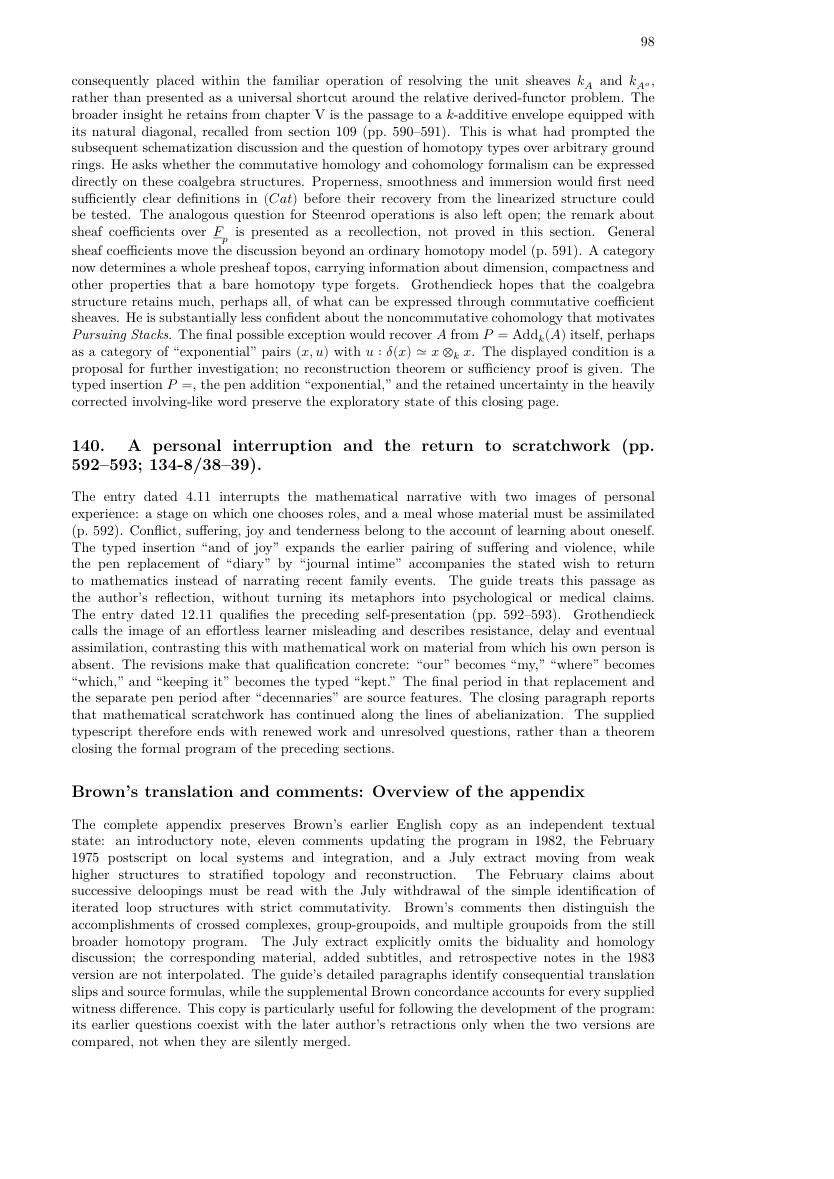 98
consequently placed within the familiar operation of resolving the unit sheaves k_A and k_{A^o},
rather than presented as a universal shortcut around the relative derived-functor problem. The
broader insight he retains from chapter V is the passage to a k-additive envelope equipped with
its natural diagonal, recalled from section 109 (pp. 590–591). This is what had prompted the
subsequent schematization discussion and the question of homotopy types over arbitrary ground
rings. He asks whether the commutative homology and cohomology formalism can be expressed
directly on these coalgebra structures. Properness, smoothness and immersion would first need
sufficiently clear definitions in (Cat) before their recovery from the linearized structure could
be tested. The analogous question for Steenrod operations is also left open; the remark about
sheaf coefficients over F_p is presented as a recollection, not proved in this section. General
sheaf coefficients move the discussion beyond an ordinary homotopy model (p. 591). A category
now determines a whole presheaf topos, carrying information about dimension, compactness and
other properties that a bare homotopy type forgets. Grothendieck hopes that the coalgebra
structure retains much, perhaps all, of what can be expressed through commutative coefficient
sheaves. He is substantially less confident about the noncommutative cohomology that motivates
Pursuing Stacks. The final possible exception would recover A from P = Add_k(A) itself, perhaps
as a category of “exponential” pairs (x, u) with u : δ(x) ≃ x ⊗_k x. The displayed condition is a
proposal for further investigation; no reconstruction theorem or sufficiency proof is given. The
typed insertion P =, the pen addition “exponential,” and the retained uncertainty in the heavily
corrected involving-like word preserve the exploratory state of this closing page.
140. A personal interruption and the return to scratchwork (pp.
592–593; 134-8/38–39).
The entry dated 4.11 interrupts the mathematical narrative with two images of personal
experience: a stage on which one chooses roles, and a meal whose material must be assimilated
(p. 592). Conflict, suffering, joy and tenderness belong to the account of learning about oneself.
The typed insertion “and of joy” expands the earlier pairing of suffering and violence, while
the pen replacement of “diary” by “journal intime” accompanies the stated wish to return
to mathematics instead of narrating recent family events. The guide treats this passage as
the author’s reflection, without turning its metaphors into psychological or medical claims.
The entry dated 12.11 qualifies the preceding self-presentation (pp. 592–593). Grothendieck
calls the image of an effortless learner misleading and describes resistance, delay and eventual
assimilation, contrasting this with mathematical work on material from which his own person is
absent. The revisions make that qualification concrete: “our” becomes “my,” “where” becomes
“which,” and “keeping it” becomes the typed “kept.” The final period in that replacement and
the separate pen period after “decennaries” are source features. The closing paragraph reports
that mathematical scratchwork has continued along the lines of abelianization. The supplied
typescript therefore ends with renewed work and unresolved questions, rather than a theorem
closing the formal program of the preceding sections.
Brown’s translation and comments: Overview of the appendix
The complete appendix preserves Brown’s earlier English copy as an independent textual
state: an introductory note, eleven comments updating the program in 1982, the February
1975 postscript on local systems and integration, and a July extract moving from weak
higher structures to stratified topology and reconstruction. The February claims about
successive deloopings must be read with the July withdrawal of the simple identification of
iterated loop structures with strict commutativity. Brown’s comments then distinguish the
accomplishments of crossed complexes, group-groupoids, and multiple groupoids from the still
broader homotopy program. The July extract explicitly omits the biduality and homology
discussion; the corresponding material, added subtitles, and retrospective notes in the 1983
version are not interpolated. The guide’s detailed paragraphs identify consequential translation
slips and source formulas, while the supplemental Brown concordance accounts for every supplied
witness difference. This copy is particularly useful for following the development of the program:
its earlier questions coexist with the later author’s retractions only when the two versions are
compared, not when they are silently merged.